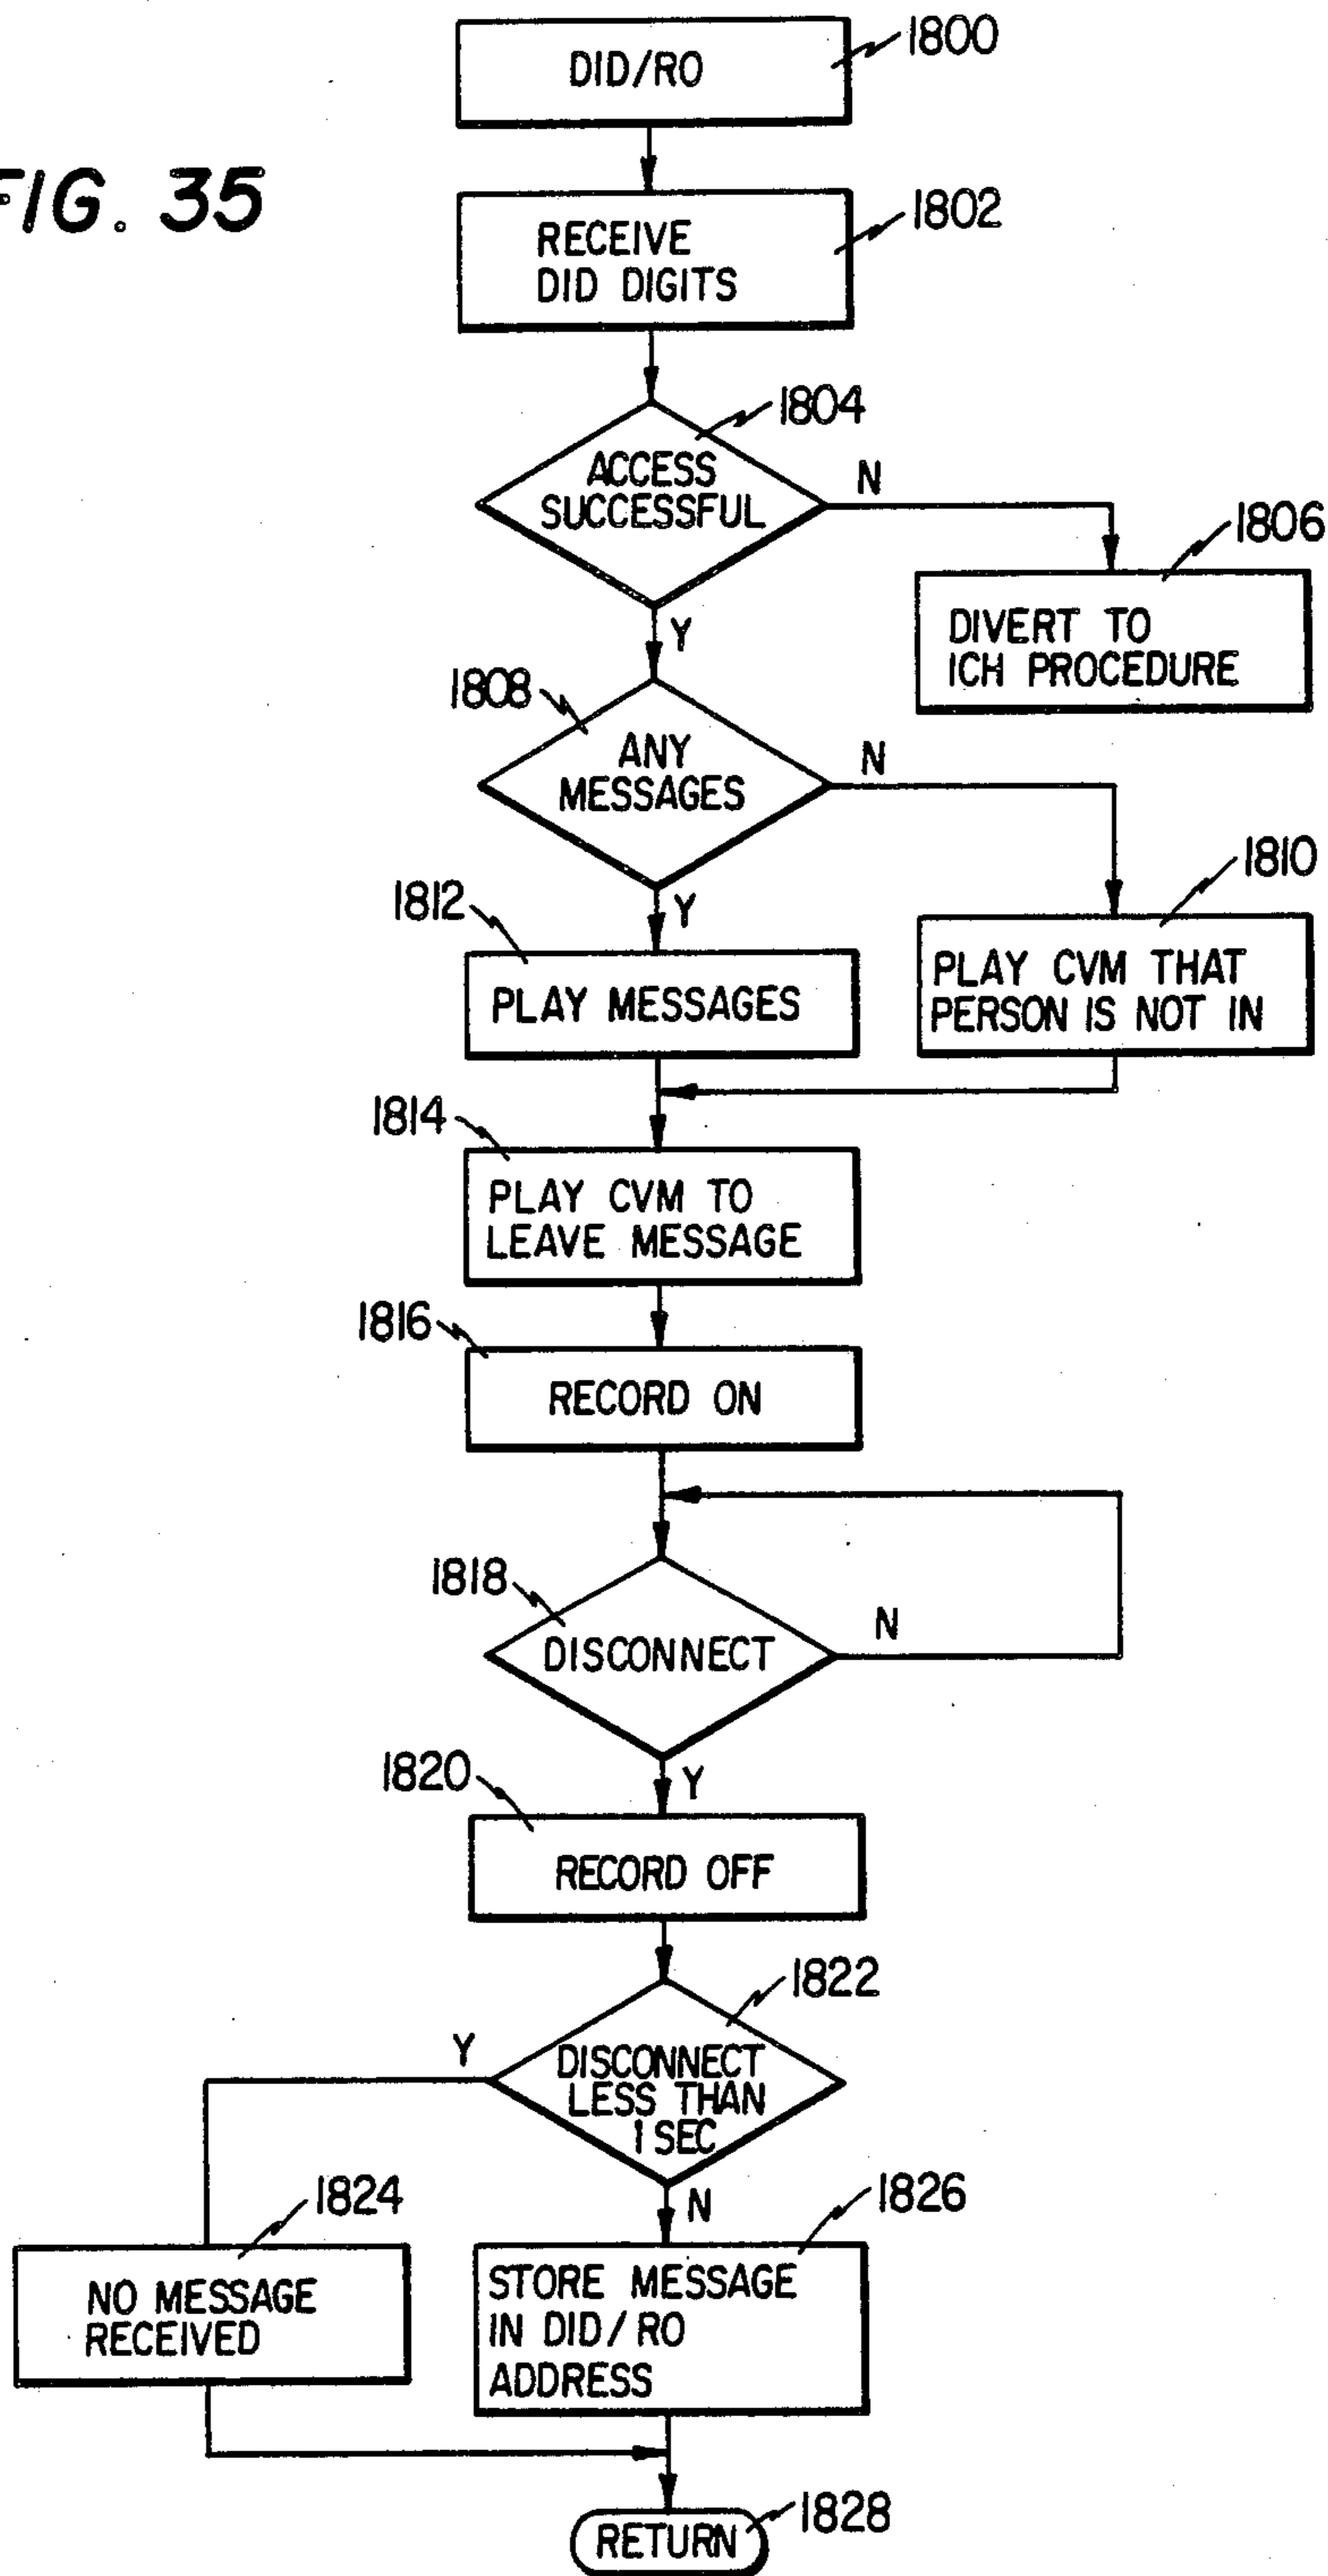 FIG. 35
DID/RO
1800
RECEIVE
DID DIGITS
1802
1804
ACCESS
SUCCESSFUL
N
1806
DIVERT TO
ICH PROCEDURE
Y
1808
ANY
MESSAGES
N
1810
PLAY CVM THAT
PERSON IS NOT IN
Y
1812
PLAY MESSAGES
1814
PLAY CVM TO
LEAVE MESSAGE
1816
RECORD ON
1818
DISCONNECT
N
Y
1820
RECORD OFF
1822
DISCONNECT
LESS THAN
1 SEC
Y
N
1824
NO MESSAGE
RECEIVED
1826
STORE MESSAGE
IN DID/RO
ADDRESS
RETURN
1828